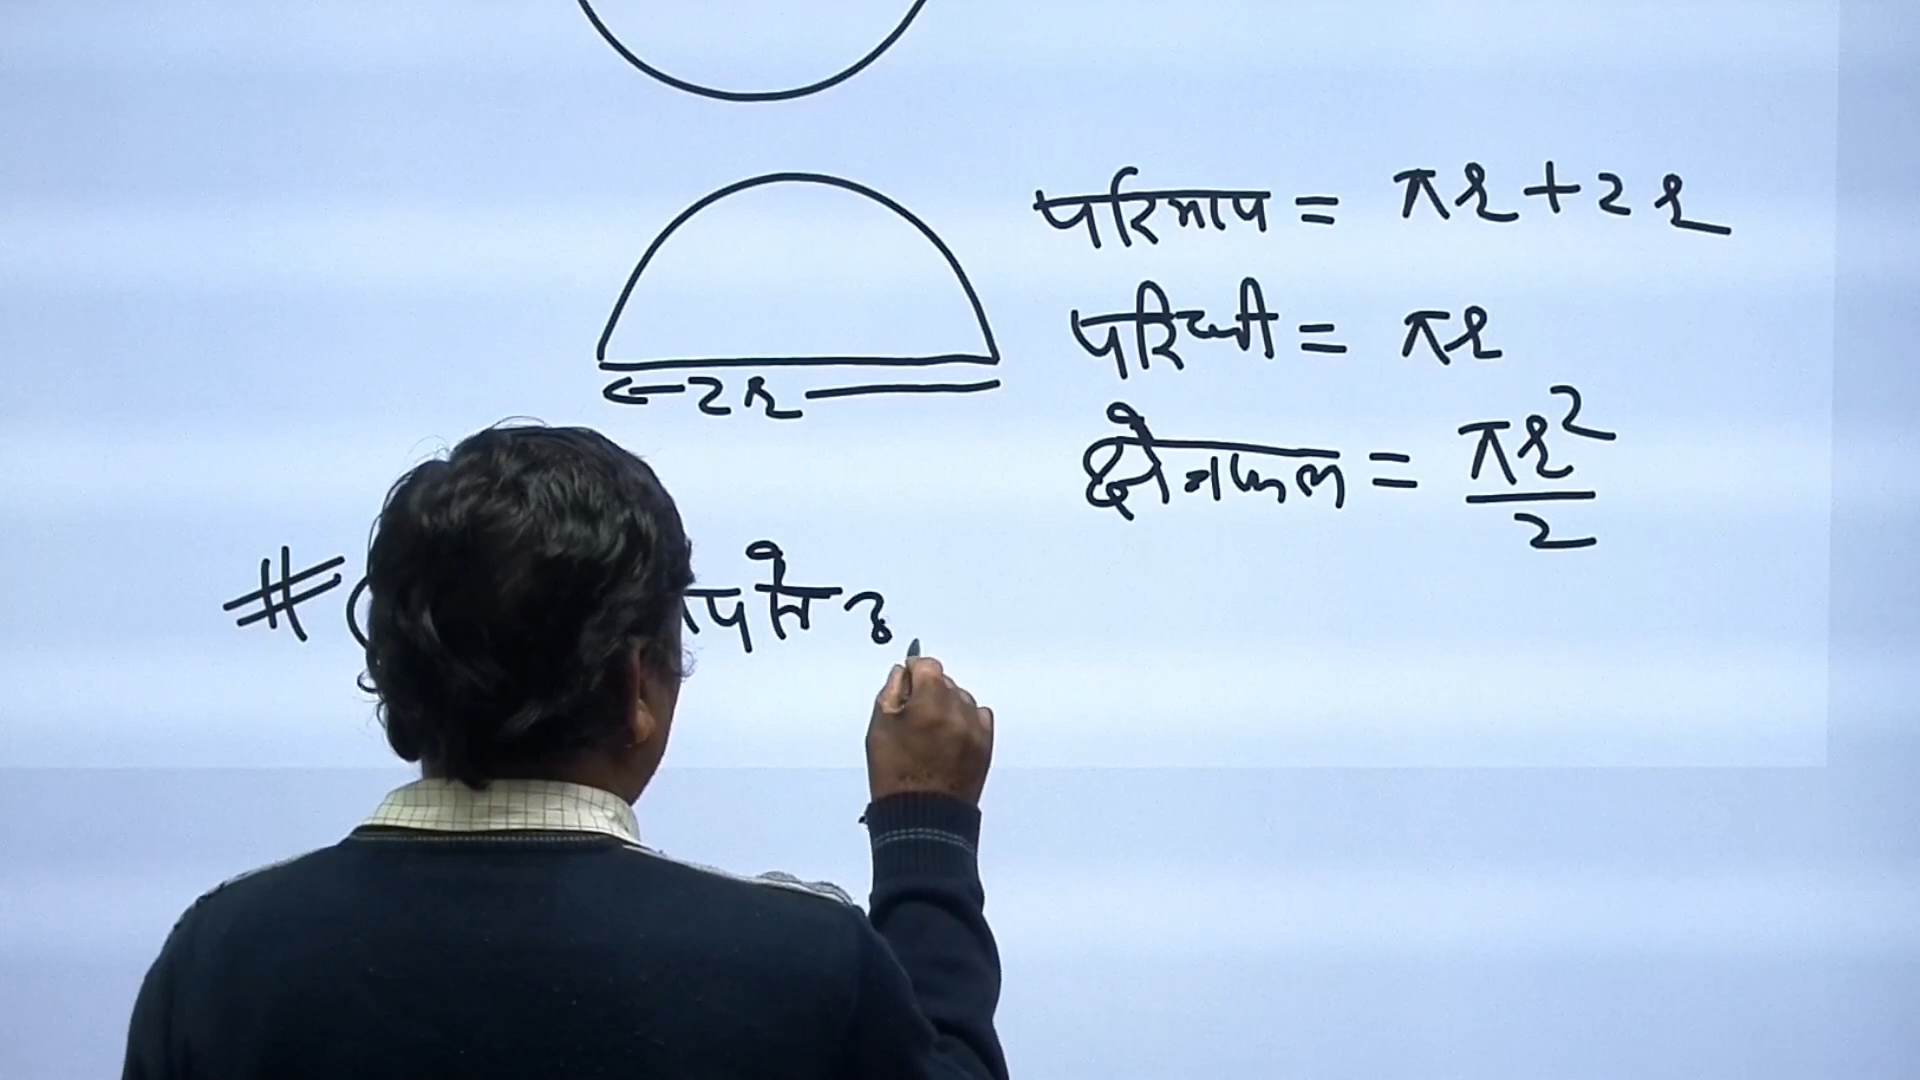 परिमाप = πr + 2r
परिधी = πr
2r
क्षेत्रफल = πr²/2
#